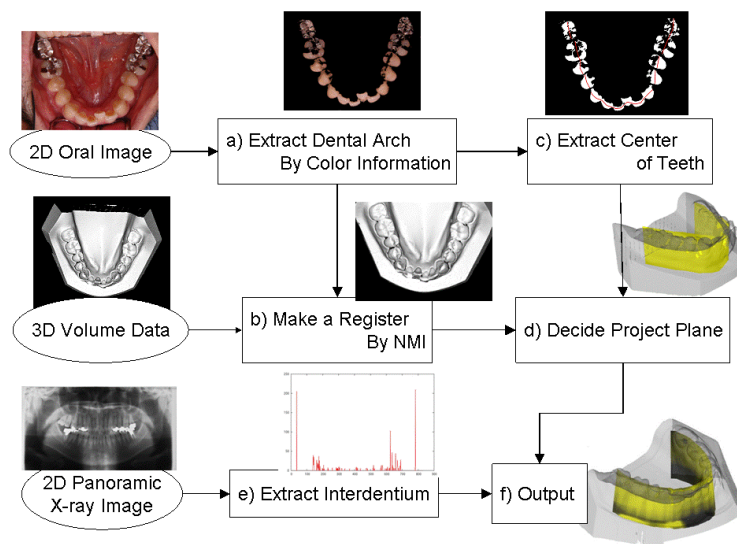 2D Oral Image
a) Extract Dental Arch
By Color Information
c) Extract Center
of Teeth
3D Volume Data
b) Make a Register
By NMI
d) Decide Project Plane
2D Panoramic
X-ray Image
e) Extract Interdentium
f) Output